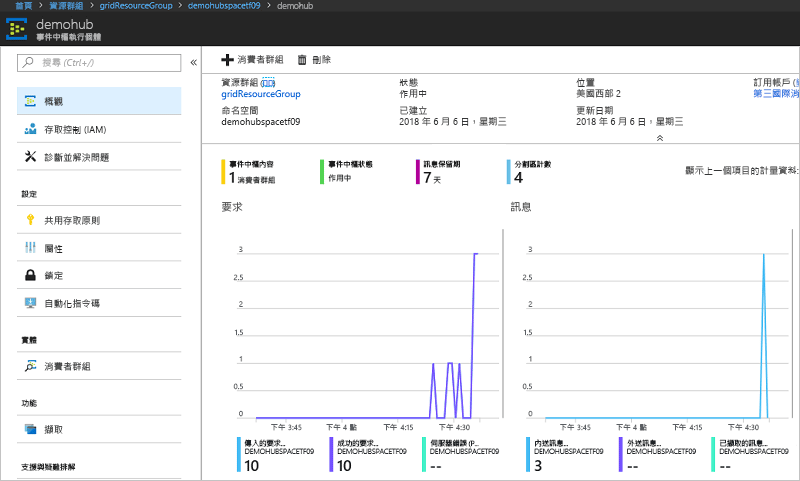 首頁 > 資源群組 > gridResourceGroup > demohubspacetf09 > demohub
demohub
事件中樞執行個體
搜尋 (Ctrl+/)
概觀
存取控制 (IAM)
診斷並解決問題
設定
共用存取原則
屬性
鎖定
自動化指令碼
實體
消費者群組
功能
擷取
支援與疑難排解
消費者群組 刪除
資源群組
gridResourceGroup
狀態
作用中
位置
美國西部 2
訂用帳戶
第三國際消
命名空間
demohubspacetf09
已建立
2018 年 6 月 6 日，星期三
更新日期
2018 年 6 月 6 日，星期三
事件中樞內容
1 消費者群組
事件中樞狀態
作用中
訊息保留期
7 天
分割區計數
4
顯示上一個項目的計量資料:
要求
3
2.5
2
1.5
1
0.5
0
下午 3:45 下午 4 點 下午 4:15 下午 4:30
傳入的要求...
DEMOHUBSPACETF09
10
成功的要求...
DEMOHUBSPACETF09
10
伺服器錯誤 (P...
DEMOHUBSPACETF09
--
訊息
3
2.5
2
1.5
1
0.5
0
下午 3:45 下午 4 點 下午 4:15 下午 4:30
內送訊息...
DEMOHUBSPACETF09
3
外送訊息...
DEMOHUBSPACETF09
--
已擷取的訊息...
DEMOHUBSPACETF09
--